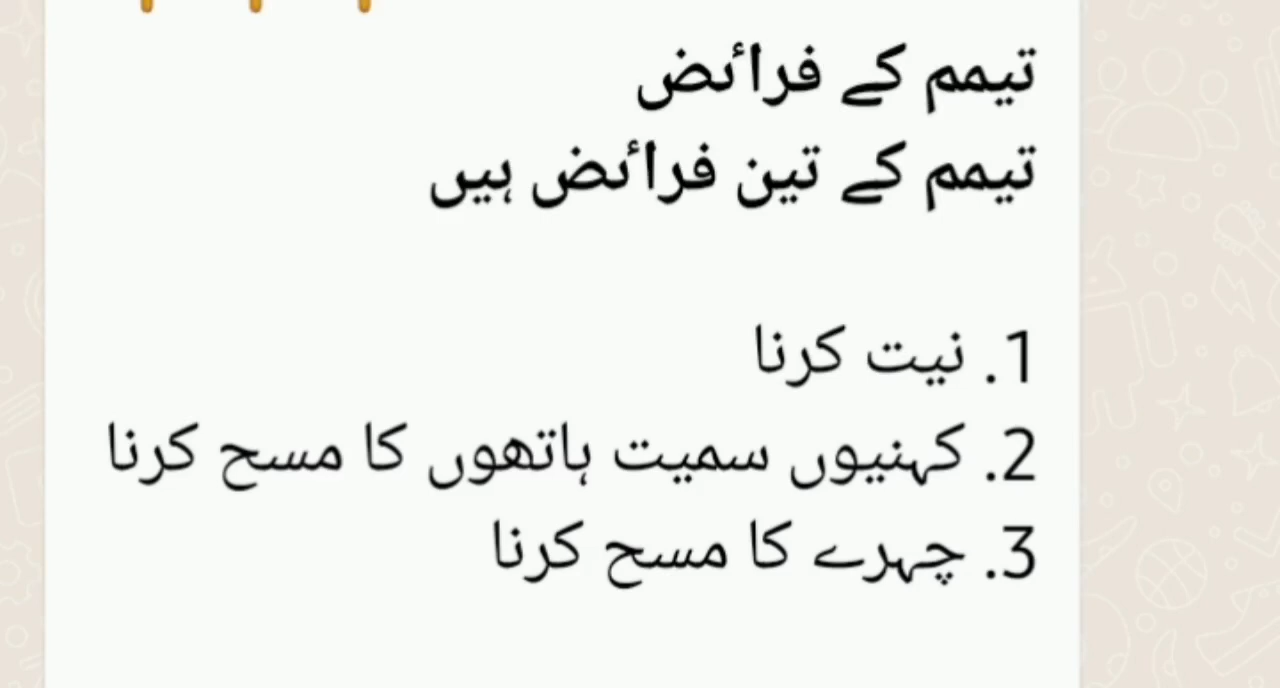 تیمم کے فرائض
تیمم کے تین فرائض ہیں
1. نیت کرنا
2. کہنیوں سمیت ہاتھوں کا مسح کرنا
3. چہرے کا مسح کرنا